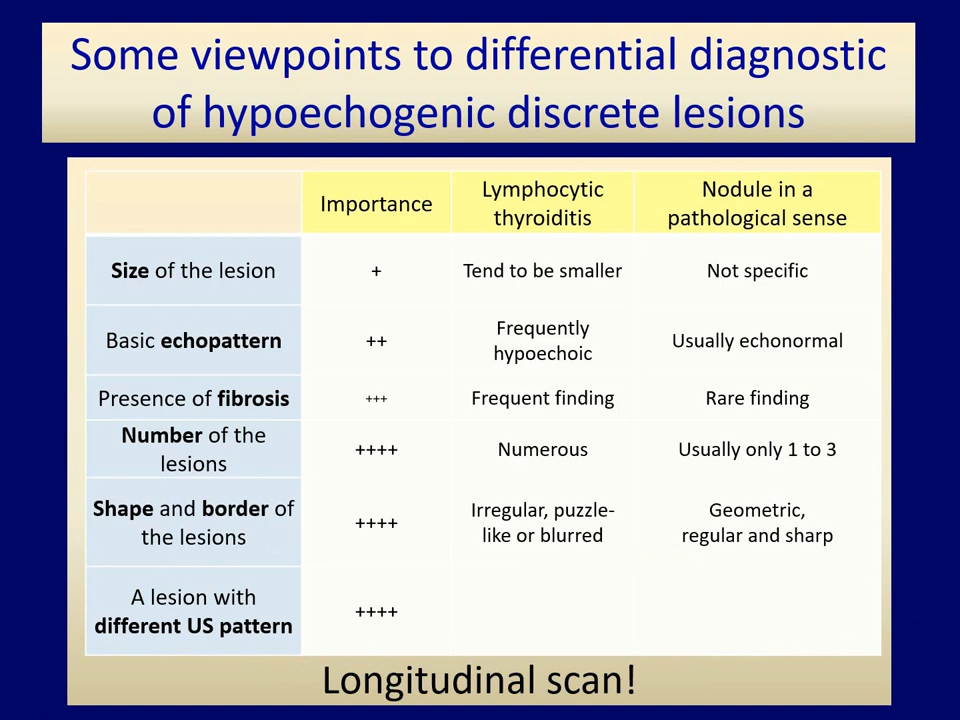 Some viewpoints to differential diagnostic
of hypoechogenic discrete lesions
Importance
Lymphocytic
thyroiditis
Nodule in a
pathological sense
Size of the lesion
+
Tend to be smaller
Not specific
Basic echopattern
++
Frequently
hypoechoic
Usually echonormal
Presence of fibrosis
+++
Frequent finding
Rare finding
Number of the
lesions
++++
Numerous
Usually only 1 to 3
Shape and border of
the lesions
++++
Irregular, puzzle-
like or blurred
Geometric,
regular and sharp
A lesion with
different US pattern
++++
Longitudinal scan!